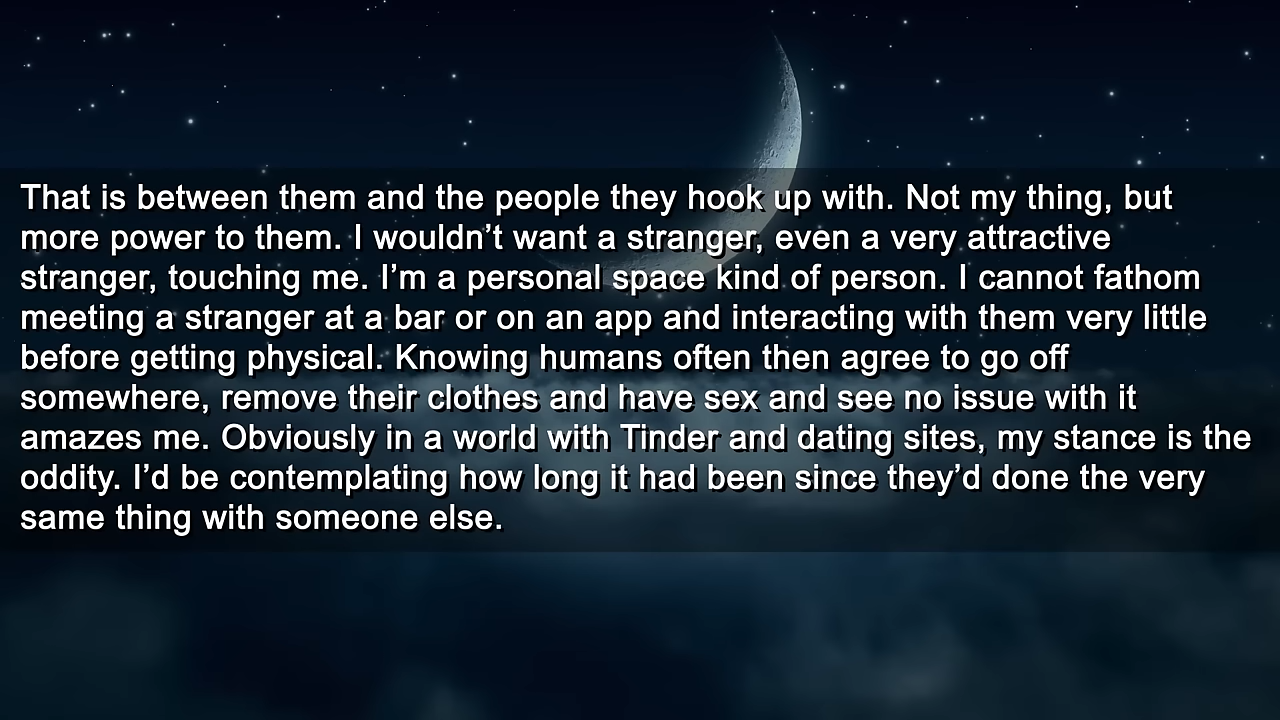 That is between them and the people they hook up with. Not my thing, but
more power to them. I wouldn’t want a stranger, even a very attractive
stranger, touching me. I’m a personal space kind of person. I cannot fathom
meeting a stranger at a bar or on an app and interacting with them very little
before getting physical. Knowing humans often then agree to go off
somewhere, remove their clothes and have sex and see no issue with it
amazes me. Obviously in a world with Tinder and dating sites, my stance is the
oddity. I’d be contemplating how long it had been since they’d done the very
same thing with someone else.